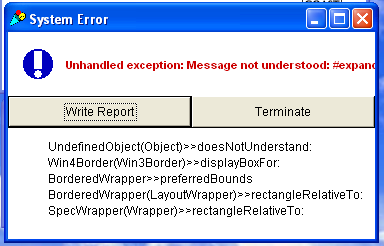 System Error
Unhandled exception: Message not understood: #expand
Write Report
Terminate
UndefinedObject(Object)>>doesNotUnderstand:
Win4Border(Win3Border)>>displayBoxFor:
BorderedWrapper>>preferredBounds
BorderedWrapper(LayoutWrapper)>>rectangleRelativeTo:
SpecWrapper(Wrapper)>>rectangleRelativeTo: